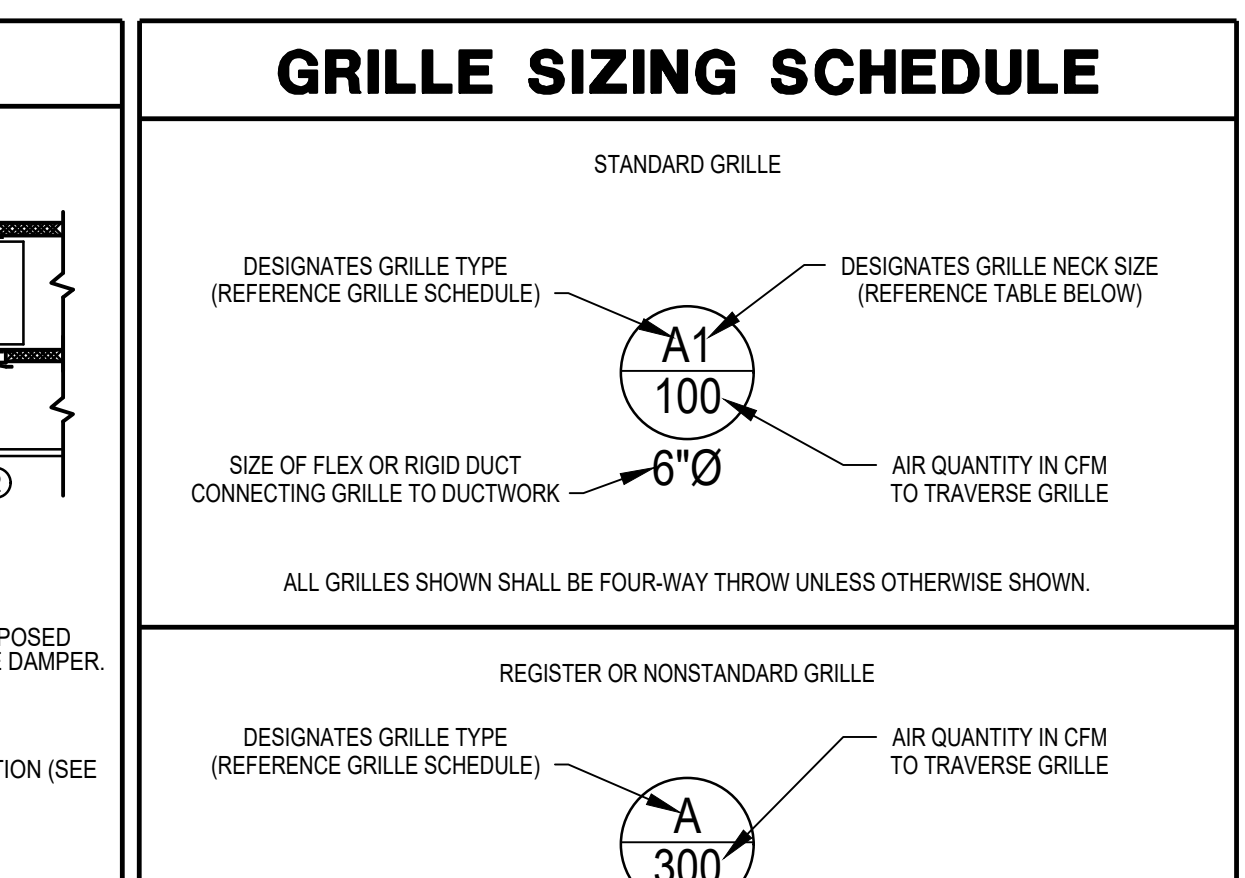 GRILLE SIZING SCHEDULE
STANDARD GRILLE
DESIGNATES GRILLE TYPE
(REFERENCE GRILLE SCHEDULE)
DESIGNATES GRILLE NECK SIZE
(REFERENCE TABLE BELOW)
A1
100
6"Ø
SIZE OF FLEX OR RIGID DUCT
CONNECTING GRILLE TO DUCTWORK
AIR QUANTITY IN CFM
TO TRAVERSE GRILLE
ALL GRILLES SHOWN SHALL BE FOUR-WAY THROW UNLESS OTHERWISE SHOWN.
REGISTER OR NONSTANDARD GRILLE
DESIGNATES GRILLE TYPE
(REFERENCE GRILLE SCHEDULE)
AIR QUANTITY IN CFM
TO TRAVERSE GRILLE
A
300
POSED
DAMPER.
TION (SEE